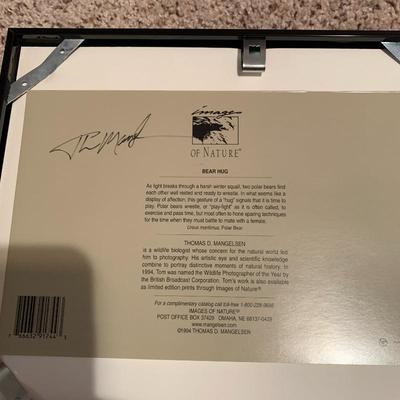 images
OF NATURE®
BEAR HUG
As light breaks through a harsh winter squall, two polar bears find
each other well rested and ready to wrestle. In what seems like a
display of affection, this gesture of a "hug" signals that it is time to
play. Polar bears wrestle, or "play-fight" as it is often called, to
exercise and pass time, but most often to hone sparring techniques for
the time when they must battle to mate with a female.
Ursus maritimus, Polar Bear
THOMAS D. MANGELSEN
is a wildlife biologist whose concern for the natural world led him
to photography. His artistic eye and scientific knowledge
combine to portray distinctive moments of natural history. In
1994, Tom was named the Wildlife Photographer of the Year by
the British Broadcasting Corporation. Tom's work is also available
as limited edition prints through Images of Nature®.
For a complimentary catalog call toll-free 1-800-228-9686
IMAGES OF NATURE®
POST OFFICE BOX 37429 OMAHA, NE 68137-0429
www.mangelsen.com
©1994 THOMAS D. MANGELSEN
7 86632 91744